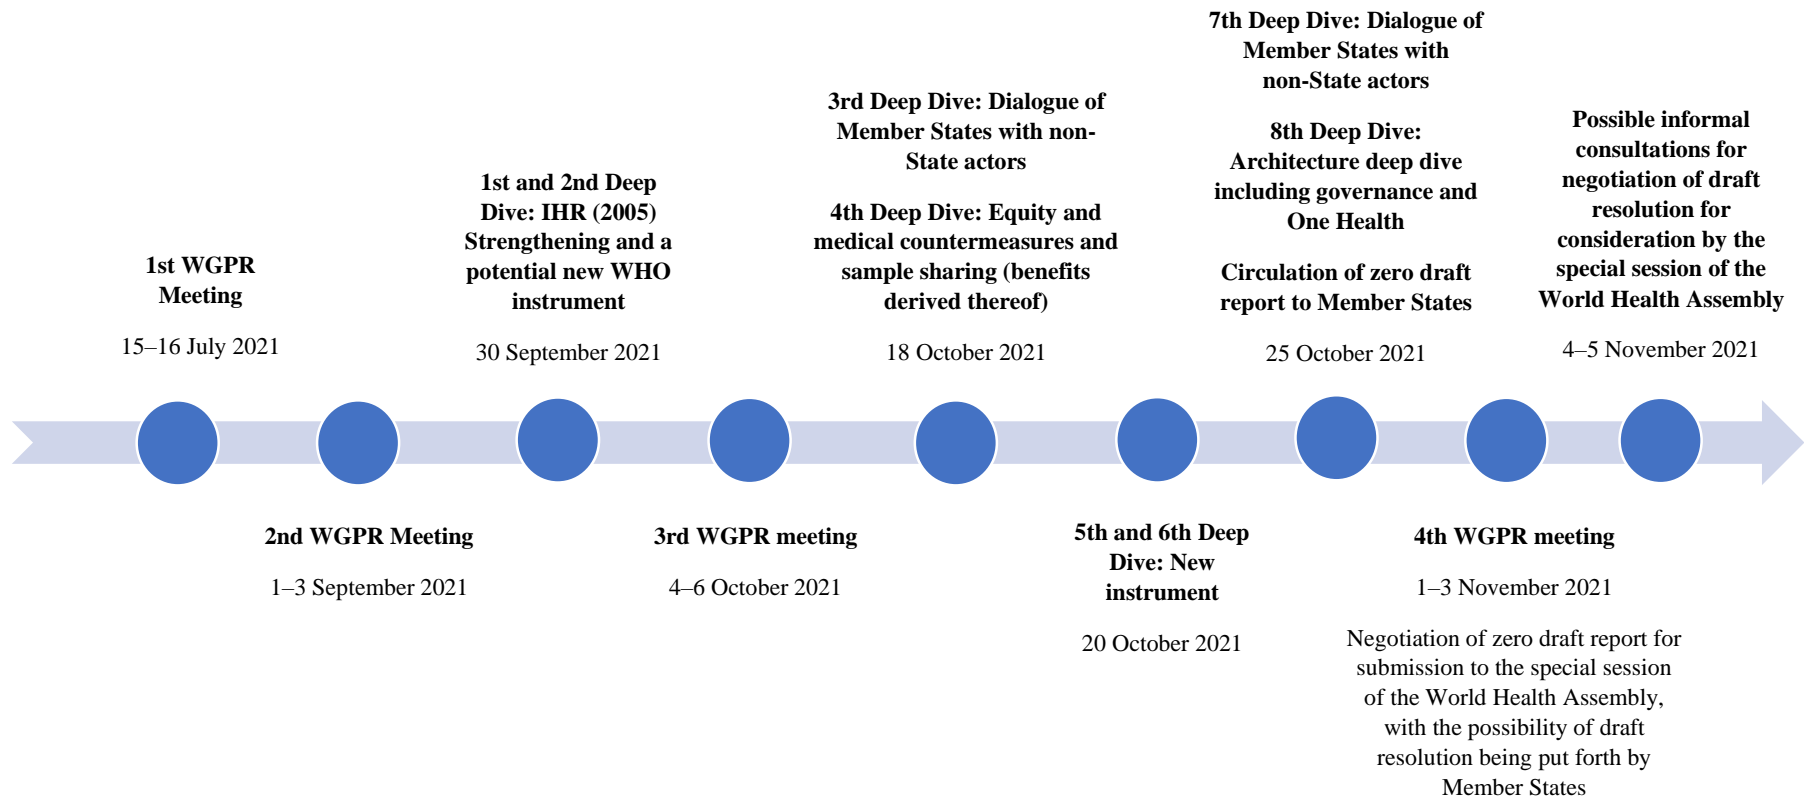 1st WGPR
Meeting
15–16 July 2021
2nd WGPR Meeting
1–3 September 2021
1st and 2nd Deep
Dive: IHR (2005)
Strengthening and a
potential new WHO
instrument
30 September 2021
3rd WGPR meeting
4–6 October 2021
3rd Deep Dive: Dialogue of
Member States with non-
State actors
4th Deep Dive: Equity and
medical countermeasures and
sample sharing (benefits
derived thereof)
18 October 2021
5th and 6th Deep
Dive: New
instrument
20 October 2021
7th Deep Dive: Dialogue of
Member States with
non-State actors
8th Deep Dive:
Architecture deep dive
including governance and
One Health
Circulation of zero draft
report to Member States
25 October 2021
4th WGPR meeting
1–3 November 2021
Negotiation of zero draft report for
submission to the special session
of the World Health Assembly,
with the possibility of draft
resolution being put forth by
Member States
Possible informal
consultations for
negotiation of draft
resolution for
consideration by the
special session of the
World Health Assembly
4–5 November 2021